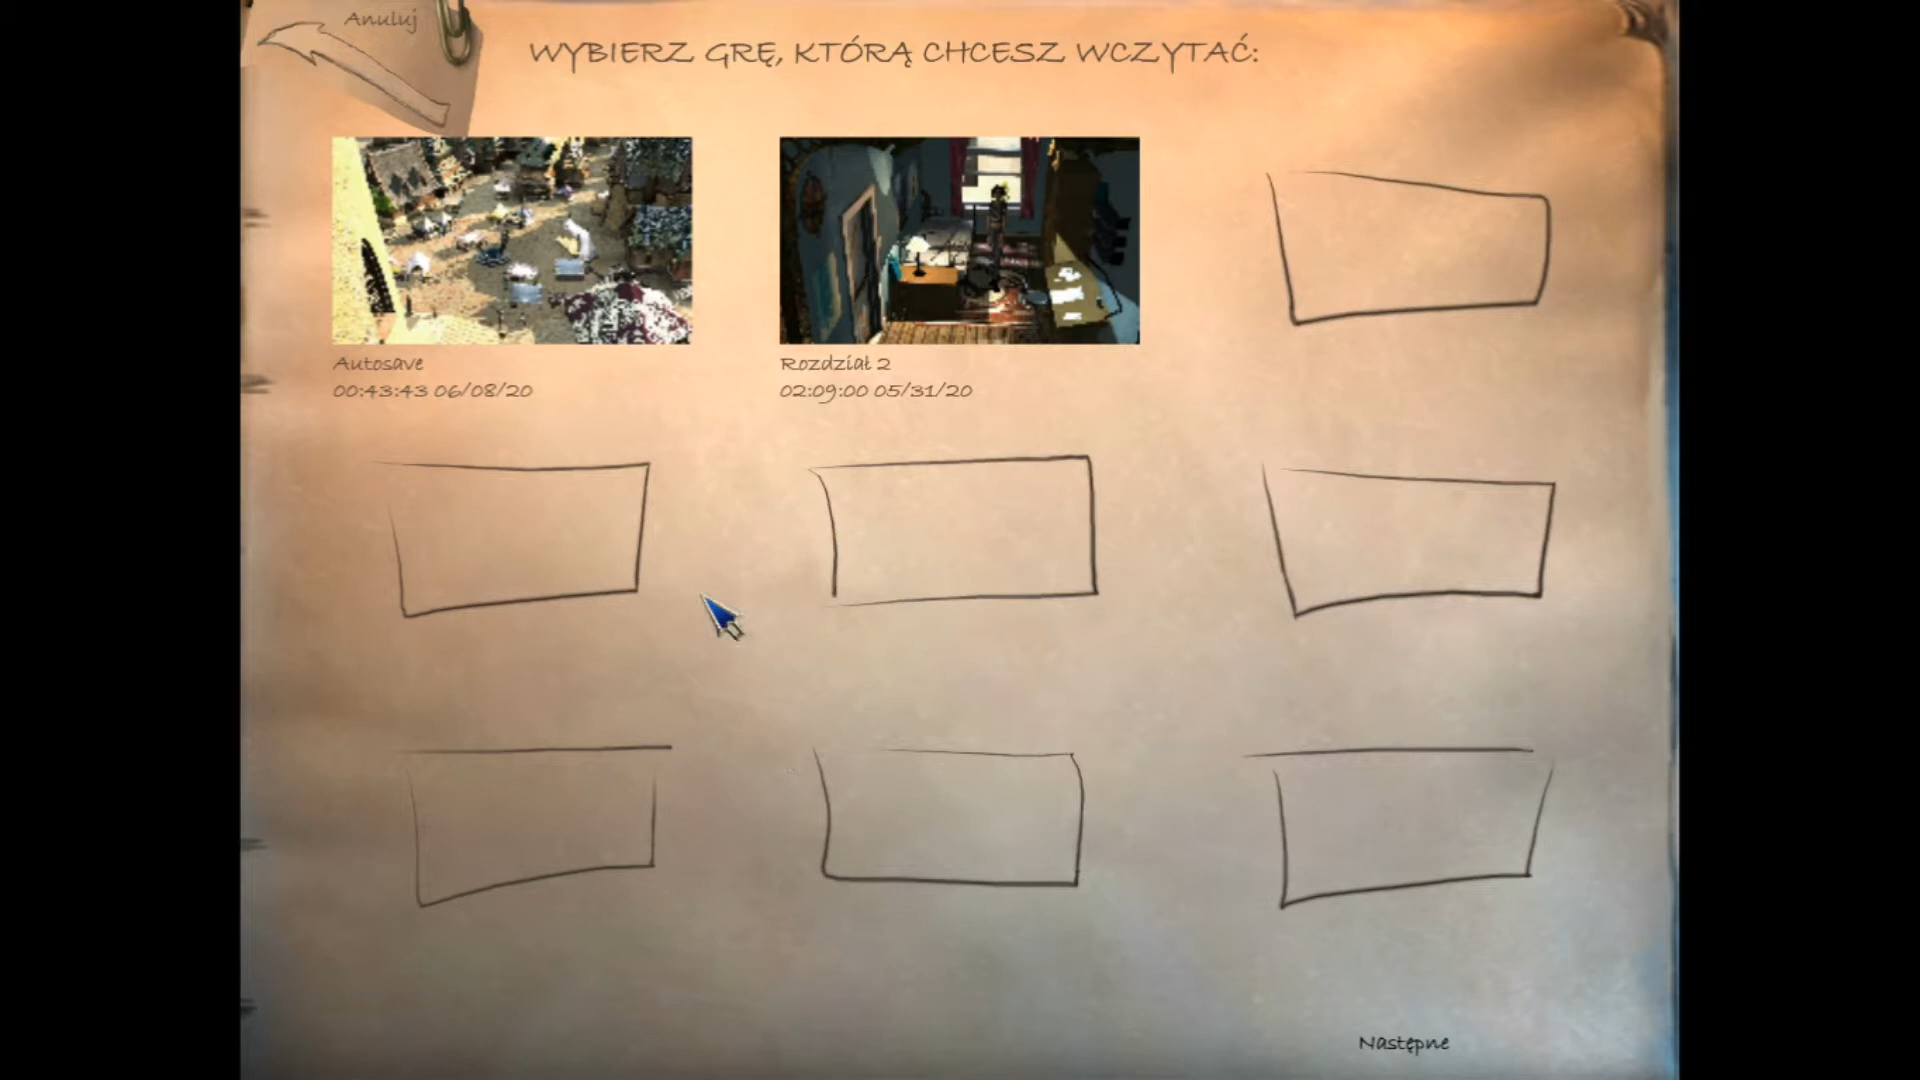 Anuluj
WYBIERZ GRĘ, KTÓRĄ CHCESZ WCZYTAĆ:
Autosave
00:43:43 06/08/20
Rozdział 2
02:09:00 05/31/20
Następne